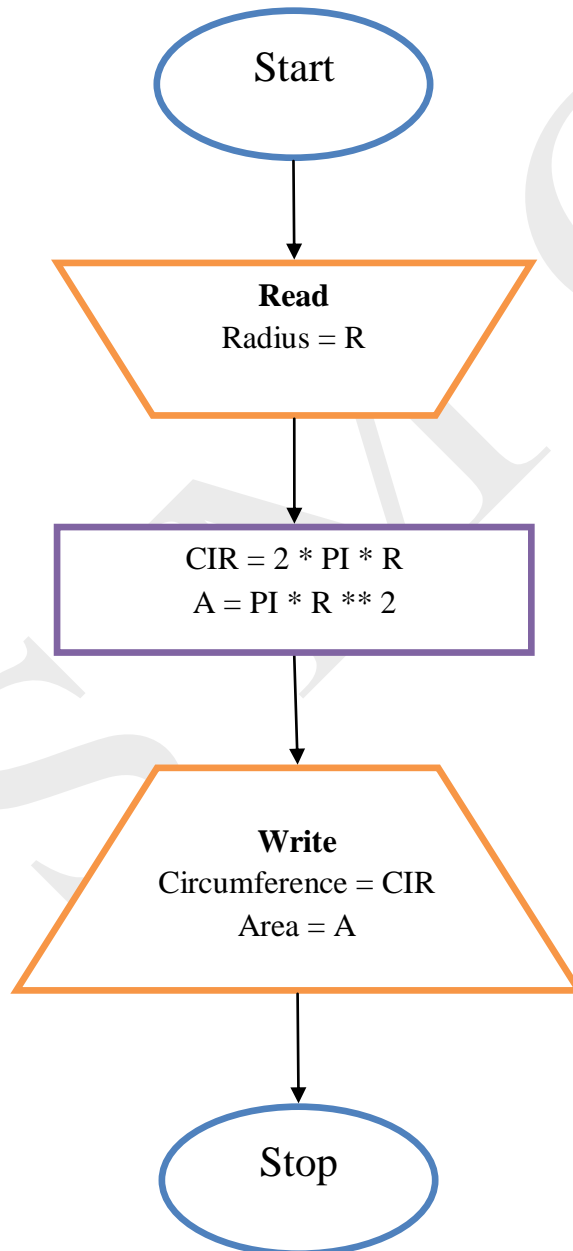 Start
Read
Radius = R
CIR = 2 * PI * R
A = PI * R ** 2
Write
Circumference = CIR
Area = A
Stop